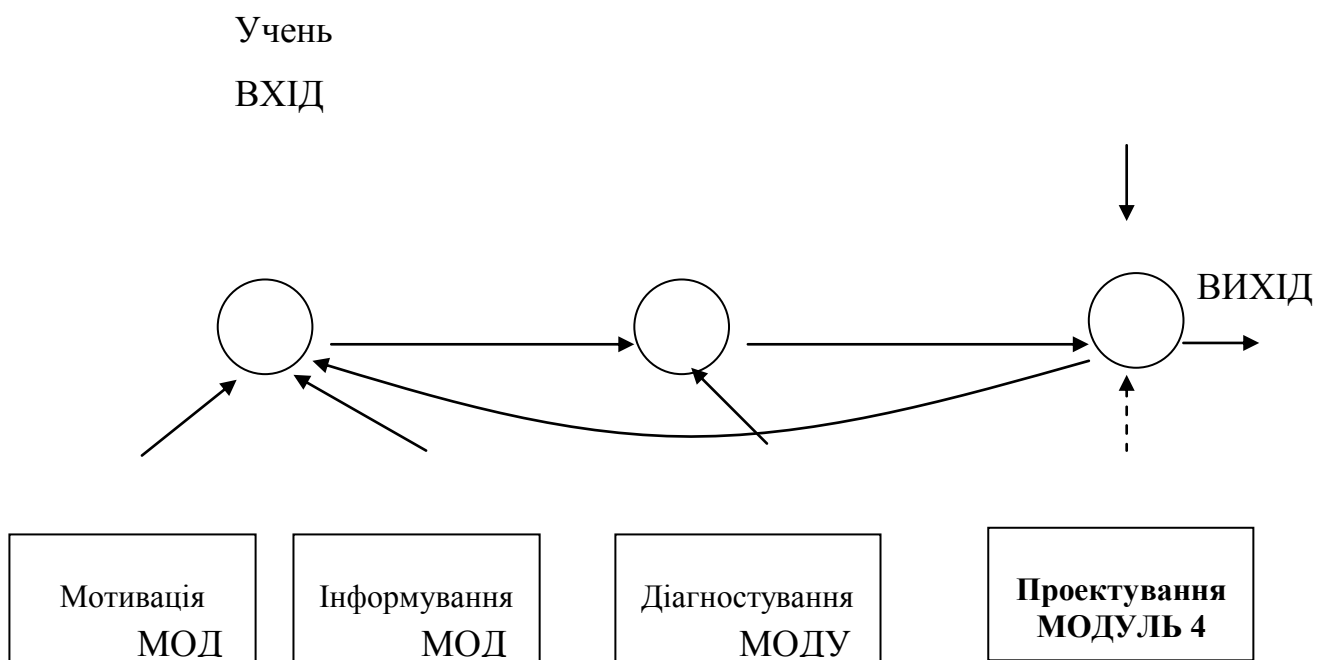 Учень
ВХІД
ВИХІД
Мотивація
МОД
Інформування
МОД
Діагностування
МОДУ
Проектування
МОДУЛЬ 4